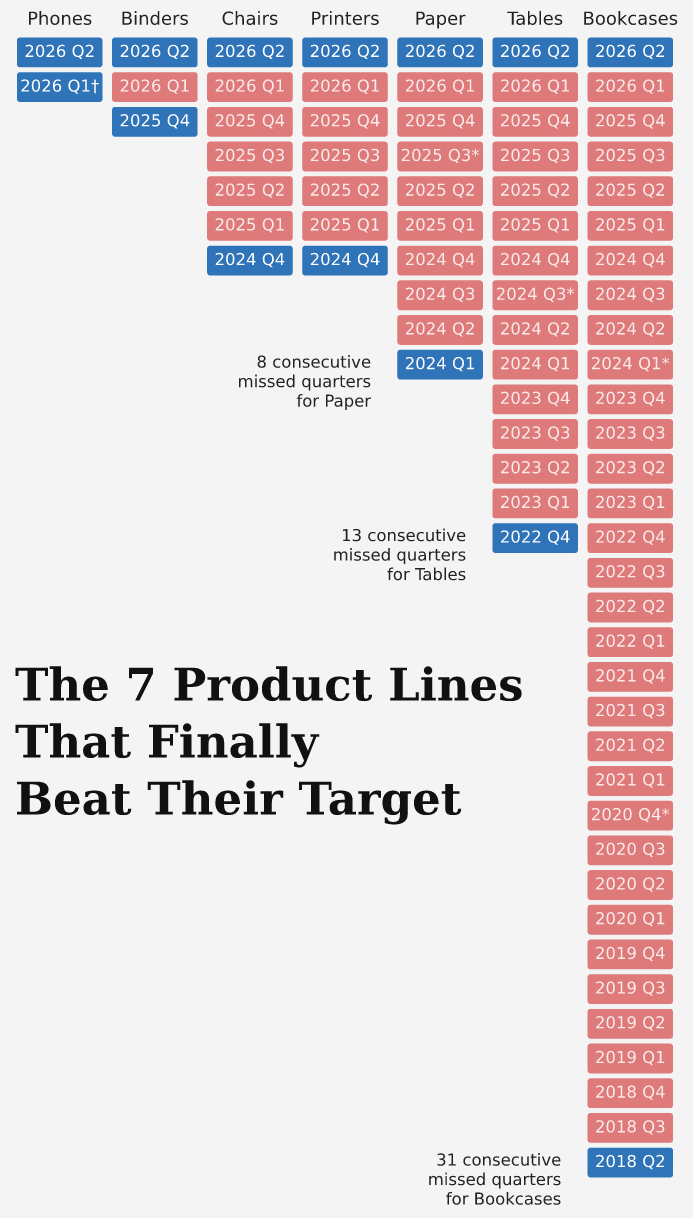 Phones Binders Chairs Printers Paper Tables Bookcases
2026 Q2 2026 Q2 2026 Q2 2026 Q2 2026 Q2 2026 Q2 2026 Q2
2026 Q1† 2026 Q1 2026 Q1 2026 Q1 2026 Q1 2026 Q1 2026 Q1
2025 Q4 2025 Q4 2025 Q4 2025 Q4 2025 Q4 2025 Q4
2025 Q3 2025 Q3 2025 Q3* 2025 Q3 2025 Q3
2025 Q2 2025 Q2 2025 Q2 2025 Q2 2025 Q2
2025 Q1 2025 Q1 2025 Q1 2025 Q1 2025 Q1
2024 Q4 2024 Q4 2024 Q4 2024 Q4 2024 Q4
2024 Q3 2024 Q3* 2024 Q3
2024 Q2 2024 Q2 2024 Q2
2024 Q1 2024 Q1 2024 Q1*
8 consecutive
missed quarters
for Paper
2023 Q4 2023 Q4
2023 Q3 2023 Q3
2023 Q2 2023 Q2
2023 Q1 2023 Q1
2022 Q4 2022 Q4
13 consecutive
missed quarters
for Tables
2022 Q3
2022 Q2
2022 Q1
2021 Q4
2021 Q3
2021 Q2
2021 Q1
2020 Q4*
The 7 Product Lines
That Finally
Beat Their Target
2020 Q3
2020 Q2
2020 Q1
2019 Q4
2019 Q3
2019 Q2
2019 Q1
2018 Q4
2018 Q3
2018 Q2
31 consecutive
missed quarters
for Bookcases